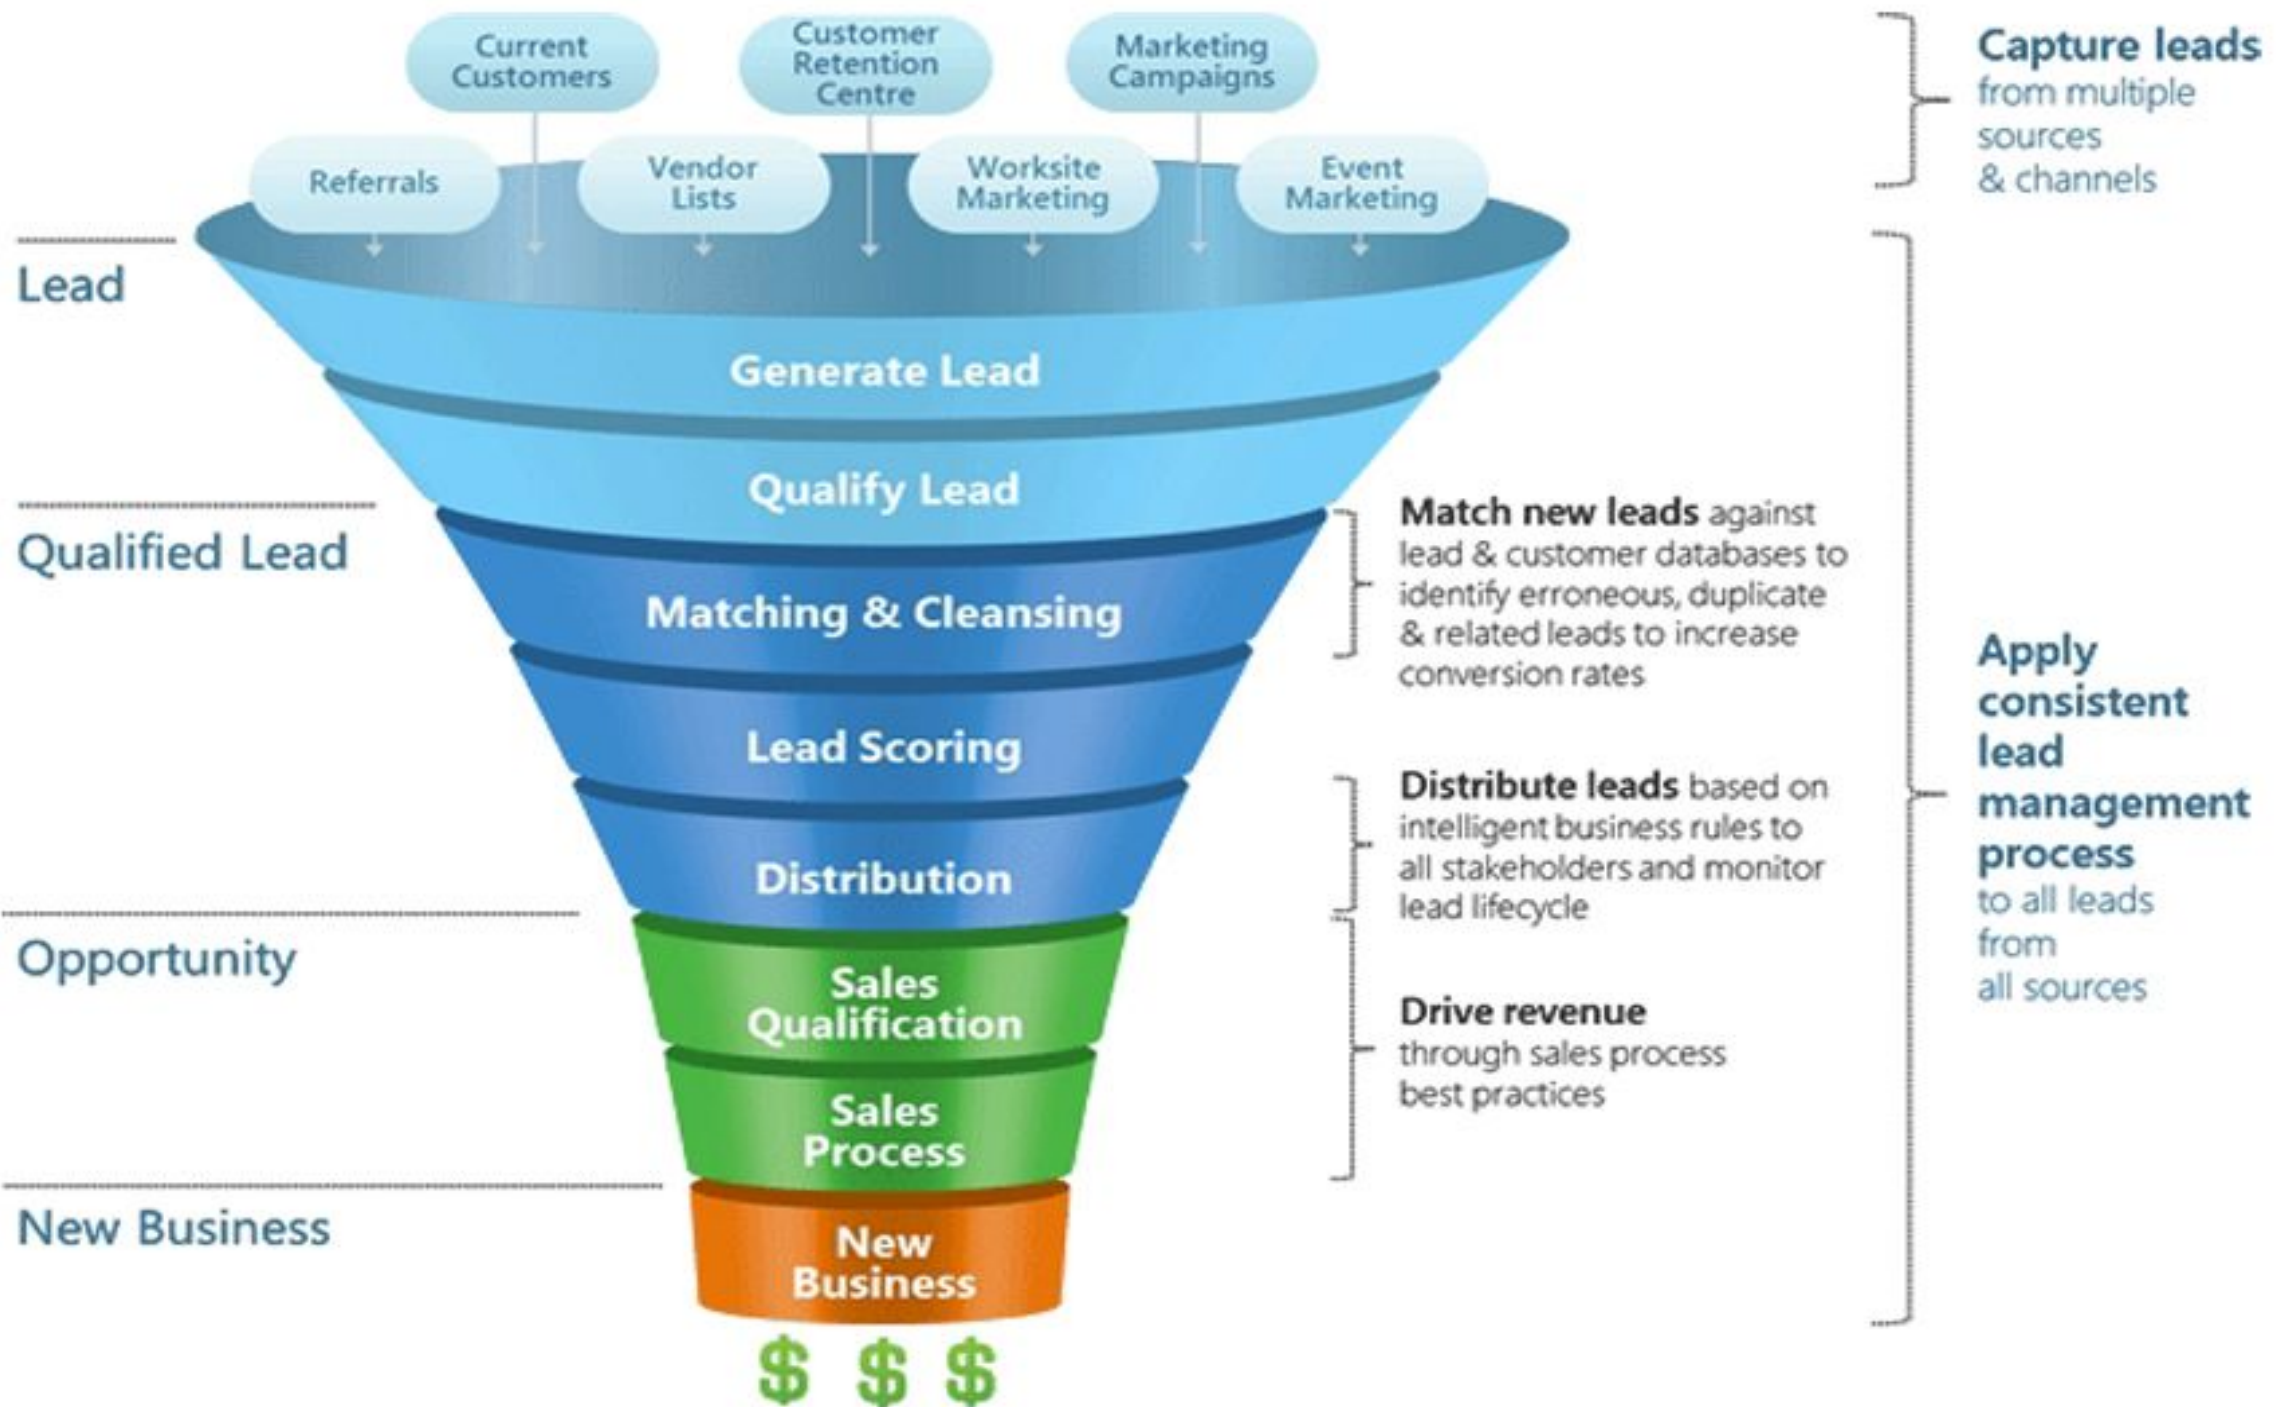 Current
Customers
Customer
Retention
Centre
Marketing
Campaigns
Referrals
Vendor
Lists
Worksite
Marketing
Event
Marketing
Capture leads
from multiple
sources
& channels
Lead
Generate Lead
Qualify Lead
Qualified Lead
Matching & Cleansing
Match new leads against
lead & customer databases to
identify erroneous, duplicate
& related leads to increase
conversion rates
Lead Scoring
Distribution
Distribute leads based on
intelligent business rules to
all stakeholders and monitor
lead lifecycle
Apply
consistent
lead
management
process
to all leads
from
all sources
Opportunity
Sales
Qualification
Sales
Process
Drive revenue
through sales process
best practices
New Business
New
Business
$ $ $